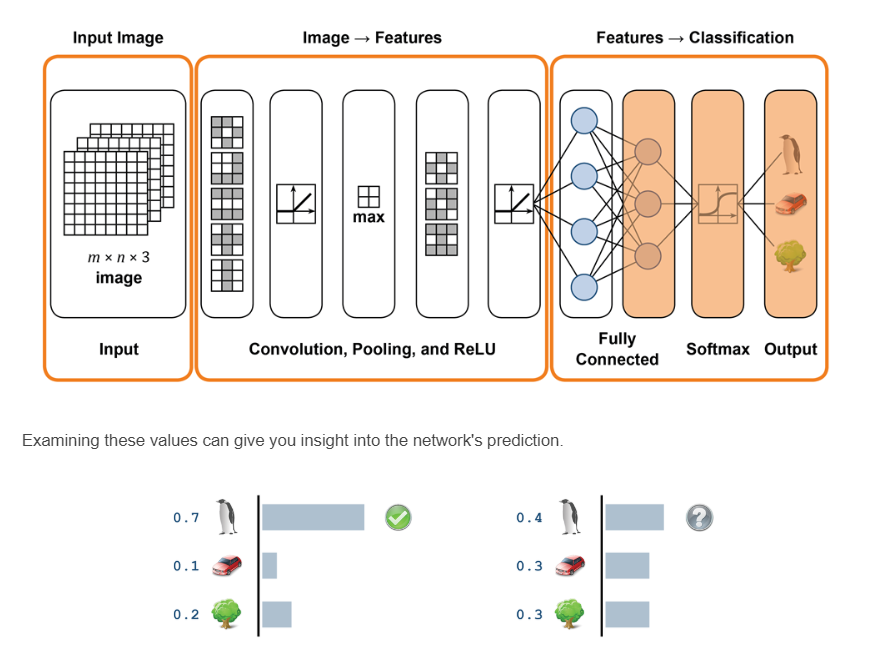 Input Image
Image → Features
Features → Classification
max
m × n × 3
image
Input
Convolution, Pooling, and ReLU
Fully
Connected
Softmax
Output
Examining these values can give you insight into the network's prediction.
0.7
0.1
0.2
0.4
?
0.3
0.3